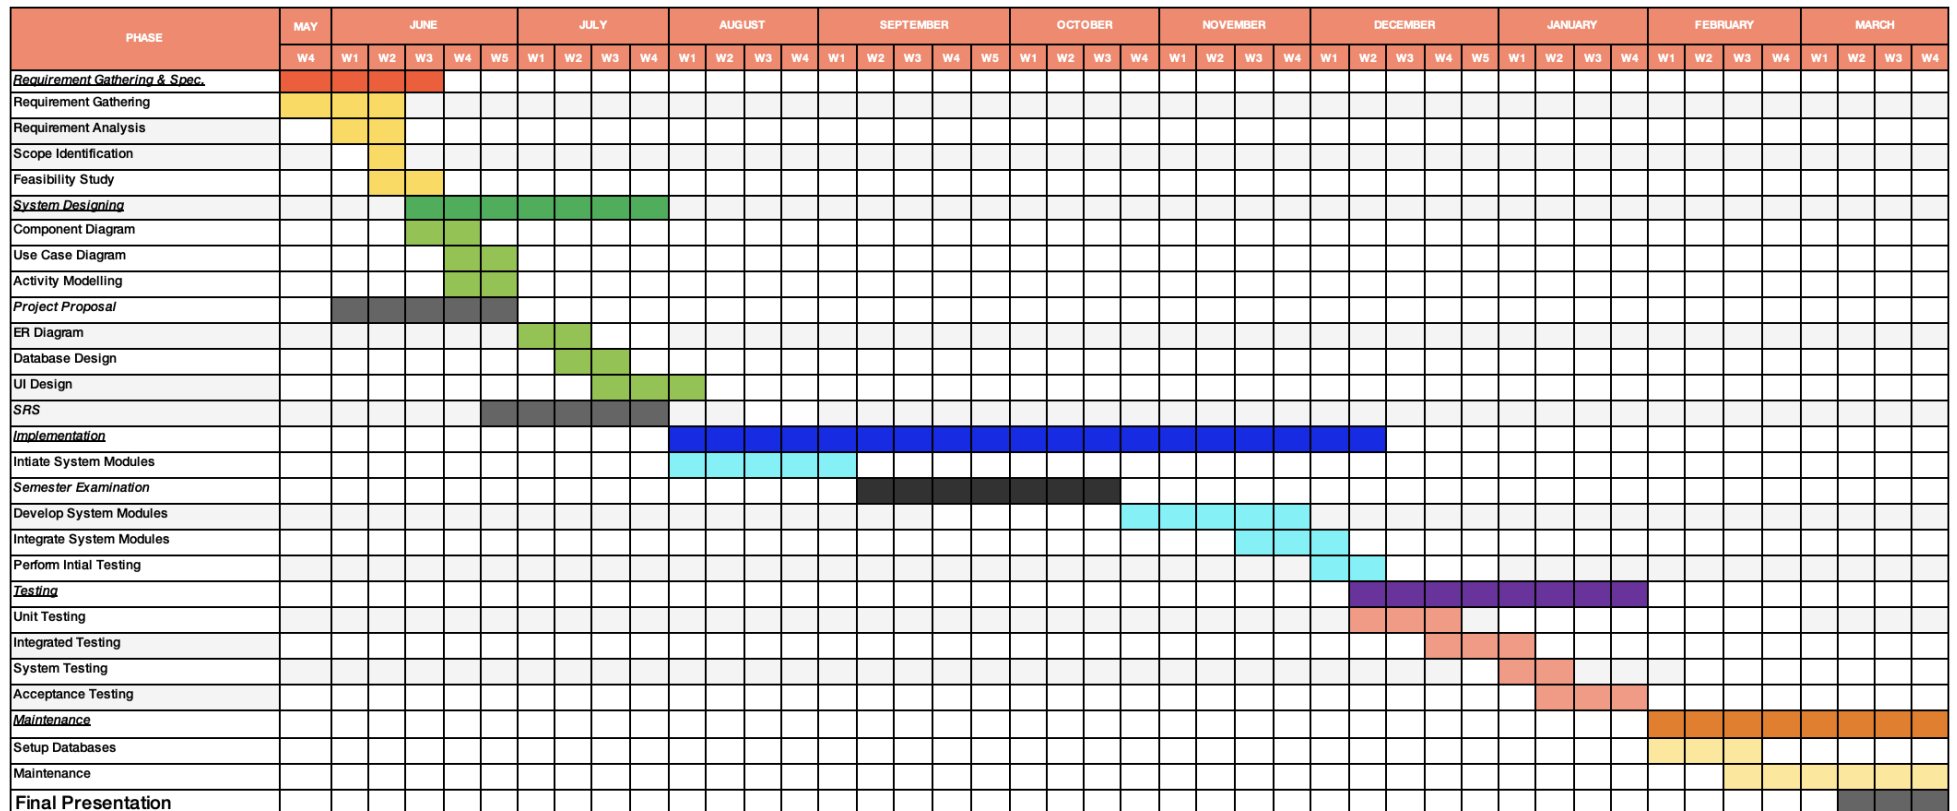 PHASE MAY JUNE JULY AUGUST SEPTEMBER OCTOBER NOVEMBER DECEMBER JANUARY FEBRUARY MARCH
W4 W1 W2 W3 W4 W5 W1 W2 W3 W4 W1 W2 W3 W4 W1 W2 W3 W4 W5 W1 W2 W3 W4 W1 W2 W3 W4 W1 W2 W3 W4 W5 W1 W2 W3 W4 W1 W2 W3 W4 W1 W2 W3 W4
Requirement Gathering & Spec.
Requirement Gathering
Requirement Analysis
Scope Identification
Feasibility Study
System Designing
Component Diagram
Use Case Diagram
Activity Modelling
Project Proposal
ER Diagram
Database Design
UI Design
SRS
Implementation
Intiate System Modules
Semester Examination
Develop System Modules
Integrate System Modules
Perform Intial Testing
Testing
Unit Testing
Integrated Testing
System Testing
Acceptance Testing
Maintenance
Setup Databases
Maintenance
Final Presentation